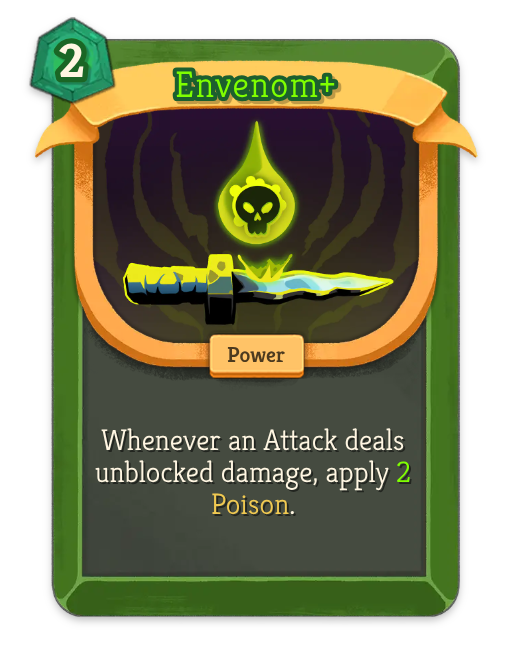 2
Envenom+
Power
Whenever an Attack deals
unblocked damage, apply 2
Poison.